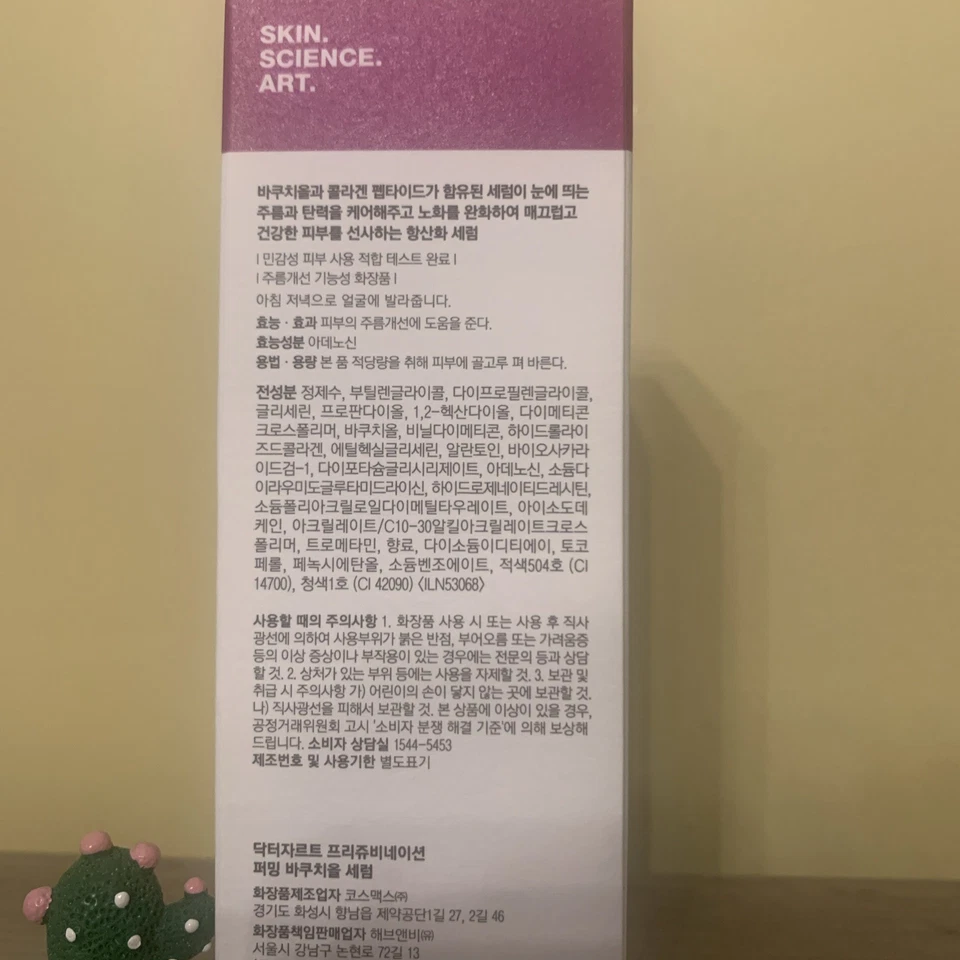 SKIN.
SCIENCE.
ART.
바쿠치올과 콜라겐 펩타이드가 함유된 세럼이 눈에 띄는
주름과 탄력을 케어해주고 노화를 완화하여 매끄럽고
건강한 피부를 선사하는 항산화 세럼
| 민감성 피부 사용 적합 테스트 완료 |
| 주름개선 기능성 화장품 |
아침 저녁으로 얼굴에 발라줍니다.
효능 · 효과 피부의 주름개선에 도움을 준다.
효능성분 아데노신
용법 · 용량 본 품 적당량을 취해 피부에 골고루 펴 바른다.
전성분 정제수, 부틸렌글라이콜, 다이프로필렌글라이콜,
글리세린, 프로판다이올, 1,2-헥산다이올, 다이메티콘
크로스폴리머, 바쿠치올, 비닐다이메티콘, 하이드롤라이
즈드콜라겐, 에틸헥실글리세린, 알란토인, 바이오사카라
이드검-1, 다이포타슘글리시리제이트, 아데노신, 소듐다
이라우라미도글루타미드라이신, 하이드로제네이티드레시틴,
소듐폴리아크릴로일다이메틸타우레이트, 아이소도데
케인, 아크릴레이트/C10-30알킬아크릴레이트크로스
폴리머, 트로메타민, 향료, 다이소듐이디티에이, 토코
페롤, 페녹시에탄올, 소듐벤조에이트, 적색504호 (CI
14700), 청색1호 (CI 42090) <ILN53068>
사용할 때의 주의사항 1. 화장품 사용 시 또는 사용 후 직사
광선에 의하여 사용부위가 붉은 반점, 부어오름 또는 가려움증
등의 이상 증상이나 부작용이 있는 경우에는 전문의 등과 상담
할 것. 2. 상처가 있는 부위 등에는 사용을 자제할 것. 3. 보관 및
취급 시 주의사항 가) 어린이의 손이 닿지 않는 곳에 보관할 것.
나) 직사광선을 피해서 보관할 것. 본 상품에 이상이 있을 경우,
공정거래위원회 고시 '소비자 분쟁 해결 기준'에 의해 보상해
드립니다. 소비자 상담실 1544-5453
제조번호 및 사용기한 별도표기
닥터자르트 프리쥬비네이션
퍼밍 바쿠치올 세럼
화장품제조업자 코스맥스㈜
경기도 화성시 향남읍 제약공단1길 27, 2길 46
화장품책임판매업자 해브앤비(유)
서울시 강남구 논현로 72길 13